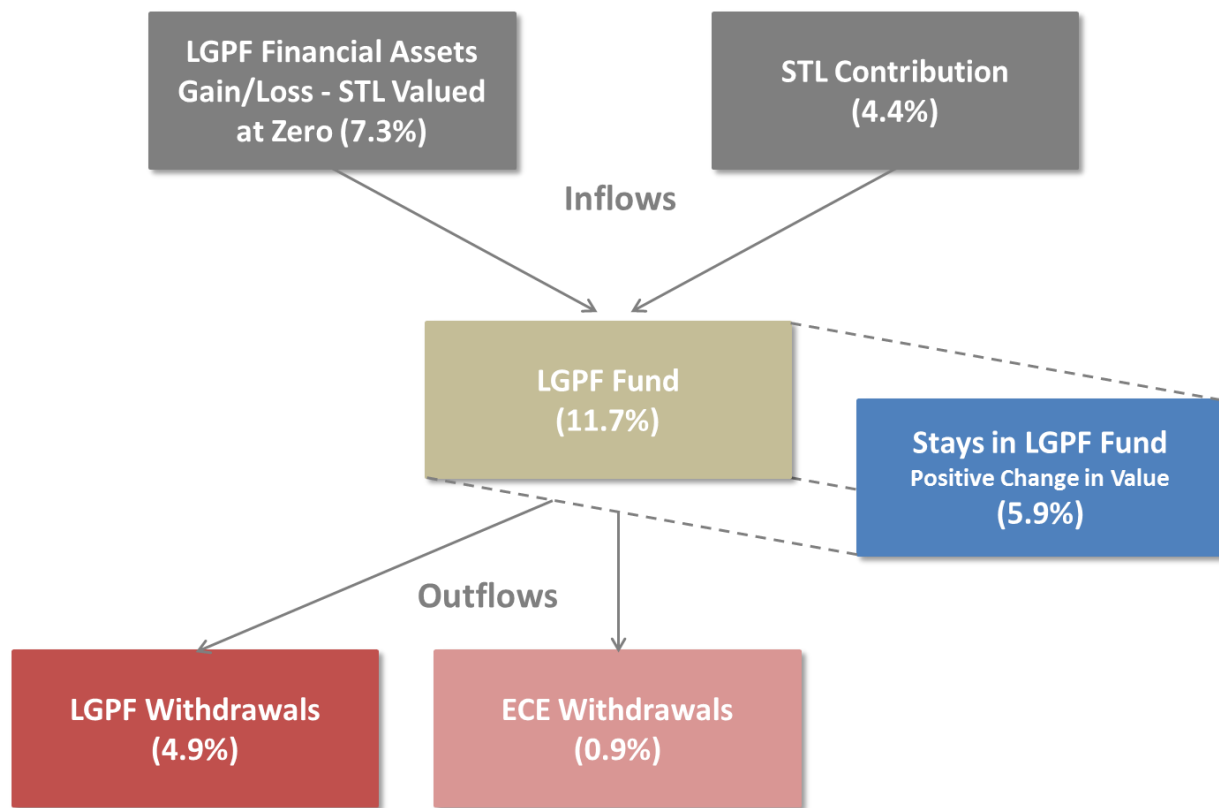 LGPF Financial Assets
Gain/Loss - STL Valued
at Zero (7.3%)
STL Contribution
(4.4%)
Inflows
LGPF Fund
(11.7%)
Stays in LGPF Fund
Positive Change in Value
(5.9%)
Outflows
LGPF Withdrawals
(4.9%)
ECE Withdrawals
(0.9%)